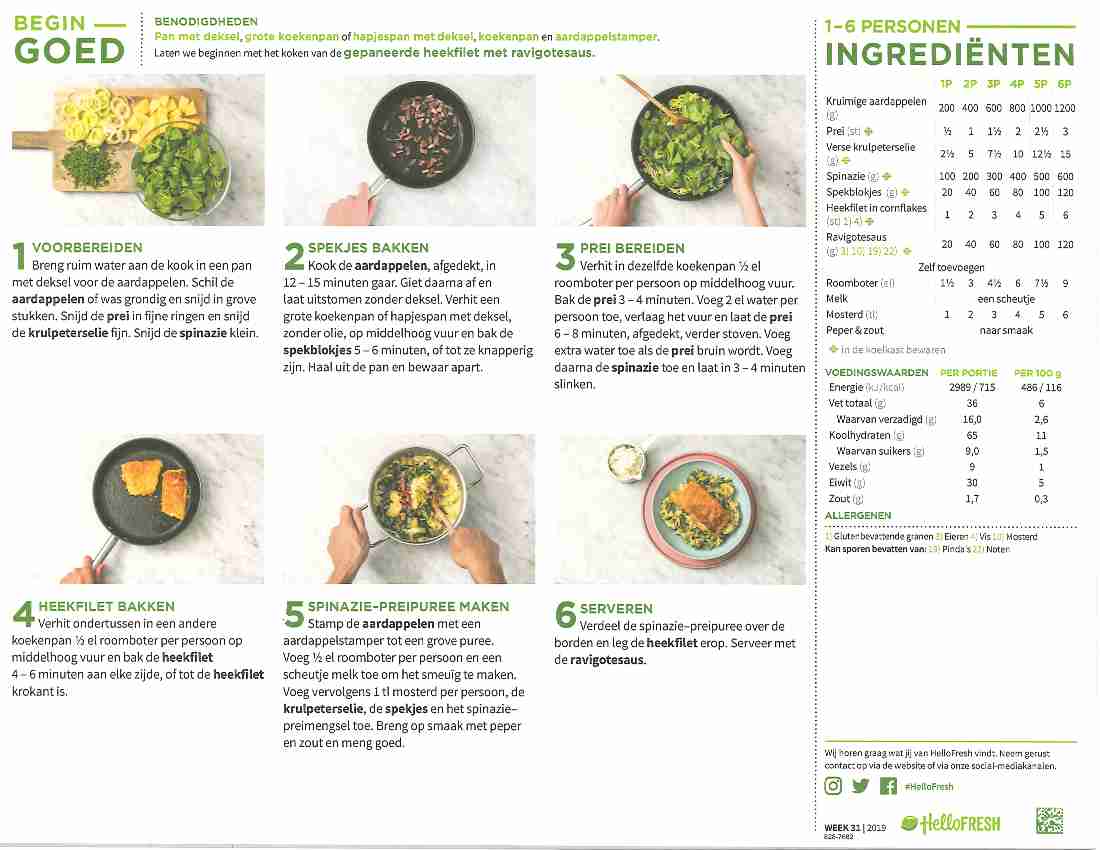 BEGIN
GOED
BENODIGDHEDEN
Pan met deksel, grote koekenpan of hapjespan met deksel, koekenpan en aardappelstamper.
Laten we beginnen met het koken van de gepaneerde heekfilet met ravigotesaus.
1 VOORBEREIDEN
Breng ruim water aan de kook in een pan
met deksel voor de aardappelen. Schil de
aardappelen of was grondig en snijd in grove
stukken. Snijd de prei in fijne ringen en snijd
de krulpeterselie fijn. Snijd de spinazie klein.
2 SPEKJES BAKKEN
Kook de aardappelen, afgedekt, in
12 – 15 minuten gaar. Giet daarna af en
laat uitstomen zonder deksel. Verhit een
grote koekenpan of hapjespan met deksel,
zonder olie, op middelhoog vuur en bak de
spekblokjes 5 – 6 minuten, of tot ze knapperig
zijn. Haal uit de pan en bewaar apart.
3 PREI BEREIDEN
Verhit in dezelfde koekenpan ½ el
roomboter per persoon op middelhoog vuur.
Bak de prei 3 – 4 minuten. Voeg 2 el water per
persoon toe, verlaag het vuur en laat de prei
6 – 8 minuten, afgedekt, verder stoven. Voeg
extra water toe als de prei bruin wordt. Voeg
daarna de spinazie toe en laat in 3 – 4 minuten
slinken.
4 HEEKFILET BAKKEN
Verhit ondertussen in een andere
koekenpan ½ el roomboter per persoon op
middelhoog vuur en bak de heekfilet
4 – 6 minuten aan elke zijde, of tot de heekfilet
krokant is.
5 SPINAZIE–PREIPUREE MAKEN
Stamp de aardappelen met een
aardappelstamper tot een grove puree.
Voeg ½ el roomboter per persoon en een
scheutje melk toe om het smeuïg te maken.
Voeg vervolgens 1 tl mosterd per persoon, de
krulpeterselie, de spekjes en het spinazie–
preimengsel toe. Breng op smaak met peper
en zout en meng goed.
6 SERVEREN
Verdeel de spinazie–preipuree over de
borden en leg de heekfilet erop. Serveer met
de ravigotesaus.
1–6 PERSONEN
INGREDIËNTEN
1P 2P 3P 4P 5P 6P
Kruimige aardappelen
(g) 200 400 600 800 1000 1200
Prei (st) ½ 1 1½ 2 2½ 3
Verse krulpeterselie
(g) 2½ 5 7½ 10 12½ 15
Spinazie (g) 100 200 300 400 500 600
Spekblokjes (g) 20 40 60 80 100 120
Heekfilet in cornflakes
(st) 1) 4) 1 2 3 4 5 6
Ravigotesaus
(g) 3) 10) 19) 22) 20 40 60 80 100 120
Zelf toevoegen
Roomboter (el) 1½ 3 4½ 6 7½ 9
Melk een scheutje
Mosterd (tl) 1 2 3 4 5 6
Peper & zout naar smaak
in de koelkast bewaren
VOEDINGSWAARDEN PER PORTIE PER 100 g
Energie (kJ/kcal) 2989 / 715 486 / 116
Vet totaal (g) 36 6
Waarvan verzadigd (g) 16,0 2,6
Koolhydraten (g) 65 11
Waarvan suikers (g) 9,0 1,5
Vezels (g) 9 1
Eiwit (g) 30 5
Zout (g) 1,7 0,3
ALLERGENEN
1) Glutenbevattende granen 3) Eieren 4) Vis 10) Mosterd
Kan sporen bevatten van: 19) Pinda's 22) Noten
Wij horen graag wat jij van HelloFresh vindt. Neem gerust
contact op via de website of via onze social-mediakanalen.
#HelloFresh
WEEK 31 | 2019
828-7682
HelloFRESH